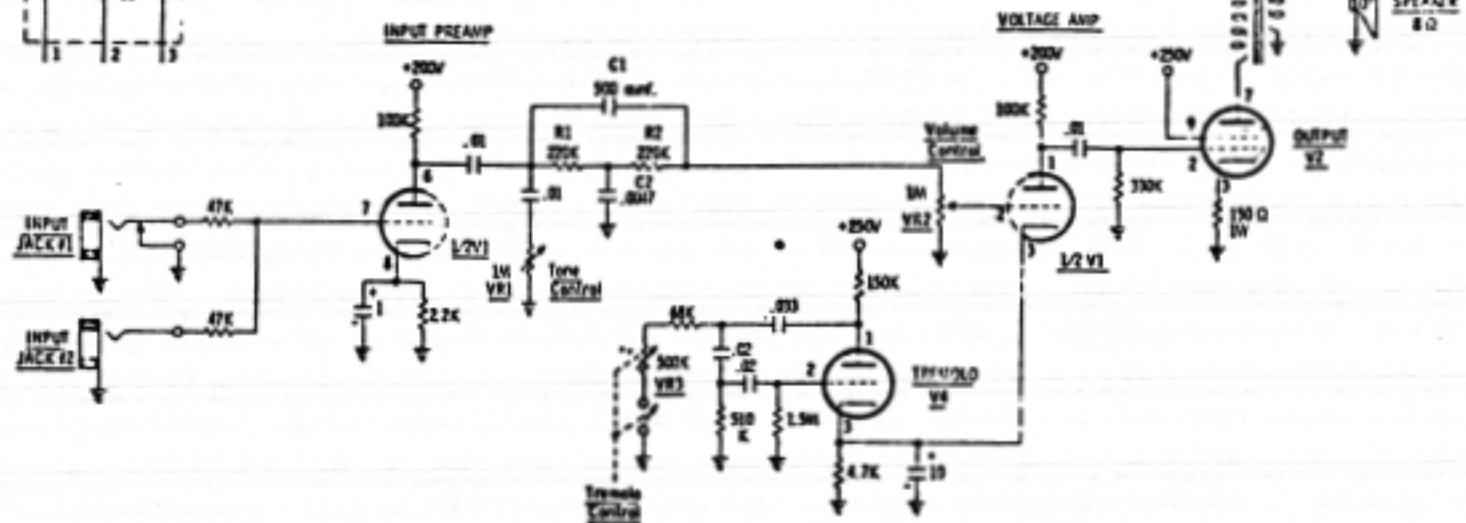 1 2 3
INPUT PREAMP
+200V
100K
.01
C1
500 mmf.
R1
220K
R2
220K
C2
.0047
.01
1M
VR1
Tone
Control
6
7
8
1/2V1
INPUT
JACK #1
47K
INPUT
JACK #2
47K
+
1
2.2K
VOLTAGE AMP
+200V
100K
.01
1
3
1/2 V1
Volume
Control
1M
VR2
330K
+250V
7
9
2
3
OUTPUT
V2
150 Ω
1W
SPEAKER
8 Ω
+250V
150K
.033
68K
.02
.02
500K
VR3
510
K
1
2
3
TREMOLO
V4
4.7K
+
10
Tremolo
Control